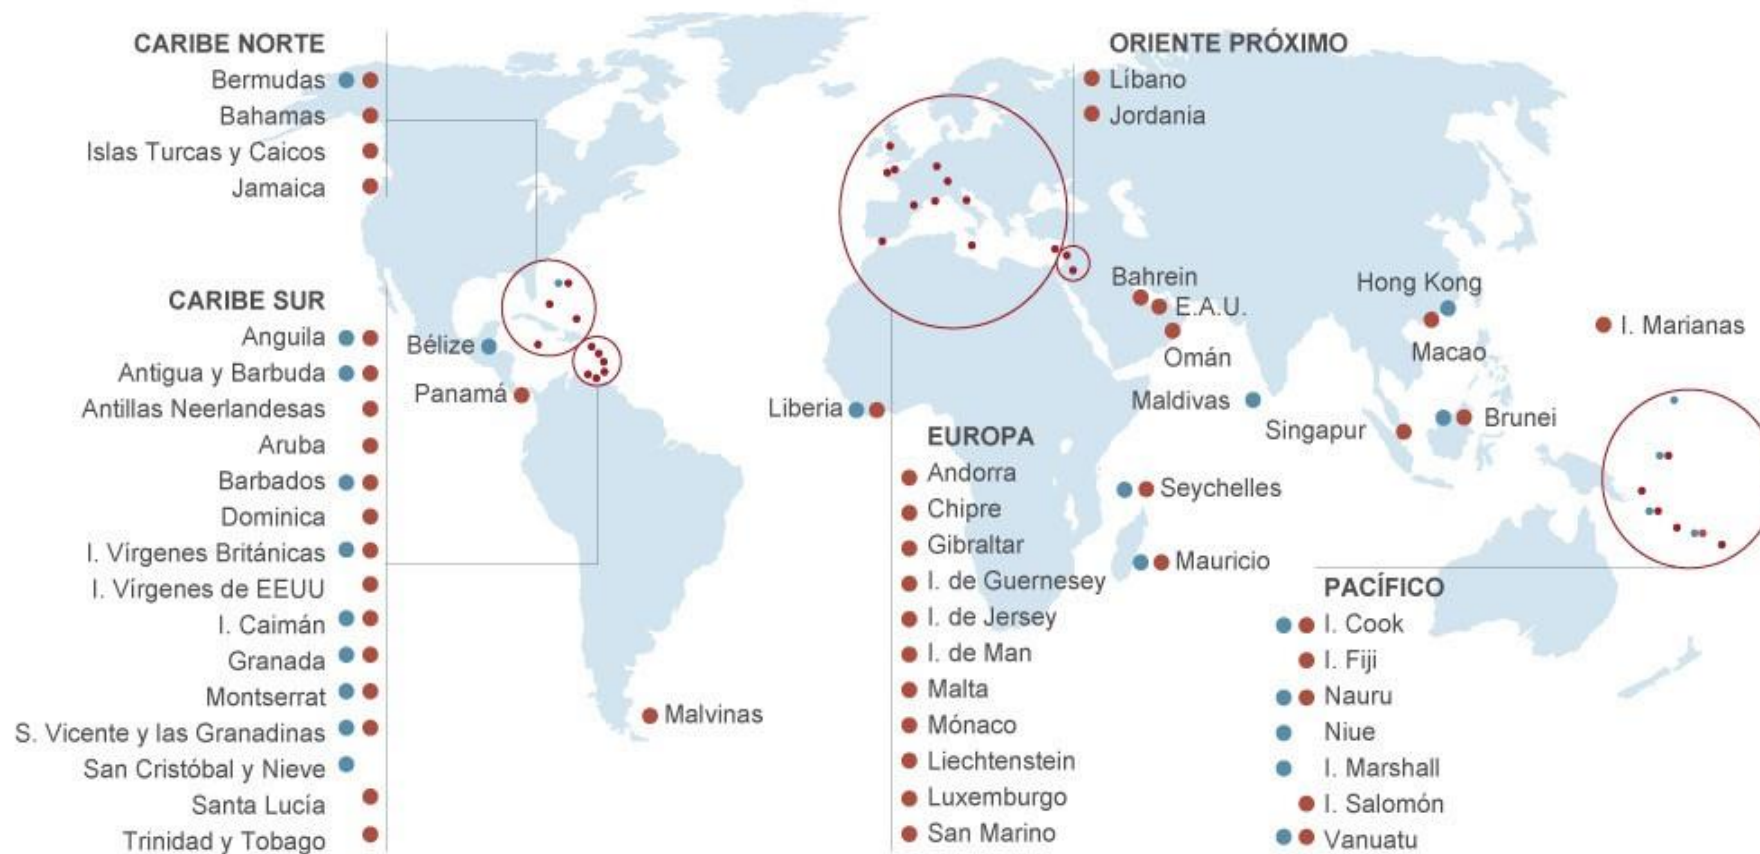 CARIBE NORTE
Bermudas
Bahamas
Islas Turcas y Caicos
Jamaica
CARIBE SUR
Anguila
Antigua y Barbuda
Antillas Neerlandesas
Aruba
Barbados
Dominica
I. Vírgenes Británicas
I. Vírgenes de EEUU
I. Caimán
Granada
Montserrat
S. Vicente y las Granadinas
San Cristóbal y Nieve
Santa Lucía
Trinidad y Tobago
Bélize
Panamá
Malvinas
Liberia
ORIENTE PRÓXIMO
Líbano
Jordania
Bahrein
E.A.U.
Omán
Maldivas
Seychelles
Mauricio
EUROPA
Andorra
Chipre
Gibraltar
I. de Guernesey
I. de Jersey
I. de Man
Malta
Mónaco
Liechtenstein
Luxemburgo
San Marino
Hong Kong
Macao
Singapur
Brunei
I. Marianas
PACÍFICO
I. Cook
I. Fiji
Nauru
Niue
I. Marshall
I. Salomón
Vanuatu